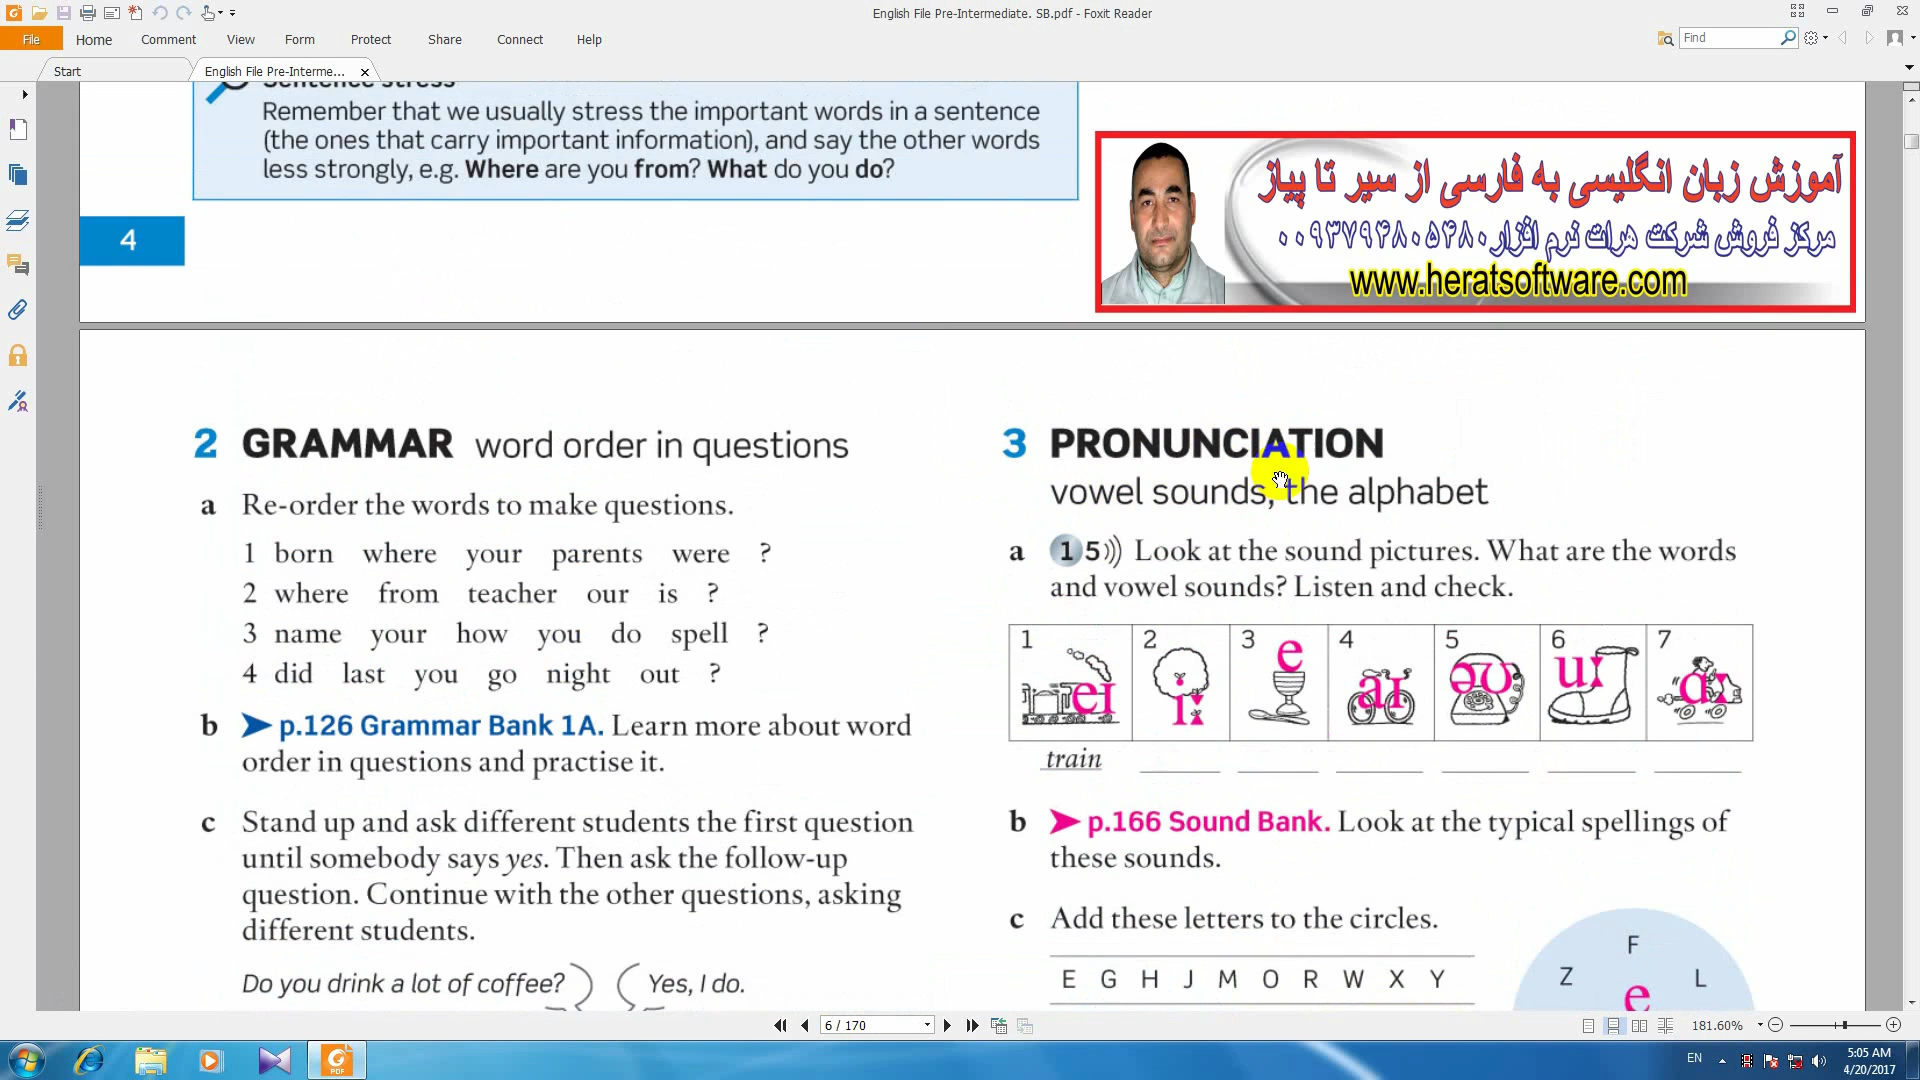 English File Pre-Intermediate. SB.pdf - Foxit Reader
File Home Comment View Form Protect Share Connect Help
Find
Start
English File Pre-Interme...
Sentence stress
Remember that we usually stress the important words in a sentence
(the ones that carry important information), and say the other words
less strongly, e.g. Where are you from? What do you do?
4
آموزش زبان انگلیسی به فارسی از سیر تا پیاز
مرکز فروش شرکت هرات نرم افزار۰۰۹۳۷۹۴۸۰۵۴۸۰
www.heratsoftware.com
2 GRAMMAR word order in questions
a Re-order the words to make questions.
1 born where your parents were ?
2 where from teacher our is ?
3 name your how you do spell ?
4 did last you go night out ?
b p.126 Grammar Bank 1A. Learn more about word
order in questions and practise it.
c Stand up and ask different students the first question
until somebody says yes. Then ask the follow-up
question. Continue with the other questions, asking
different students.
Do you drink a lot of coffee? Yes, I do.
3 PRONUNCIATION
vowel sounds, the alphabet
a 1 5 Look at the sound pictures. What are the words
and vowel sounds? Listen and check.
1 2 3 4 5 6 7
eɪ iː e aɪ əʊ uː ɑː
train
b p.166 Sound Bank. Look at the typical spellings of
these sounds.
c Add these letters to the circles.
E G H J M O R W X Y
F
Z L
e
6 / 170
181.60%
PDF
EN
5:05 AM
4/20/2017